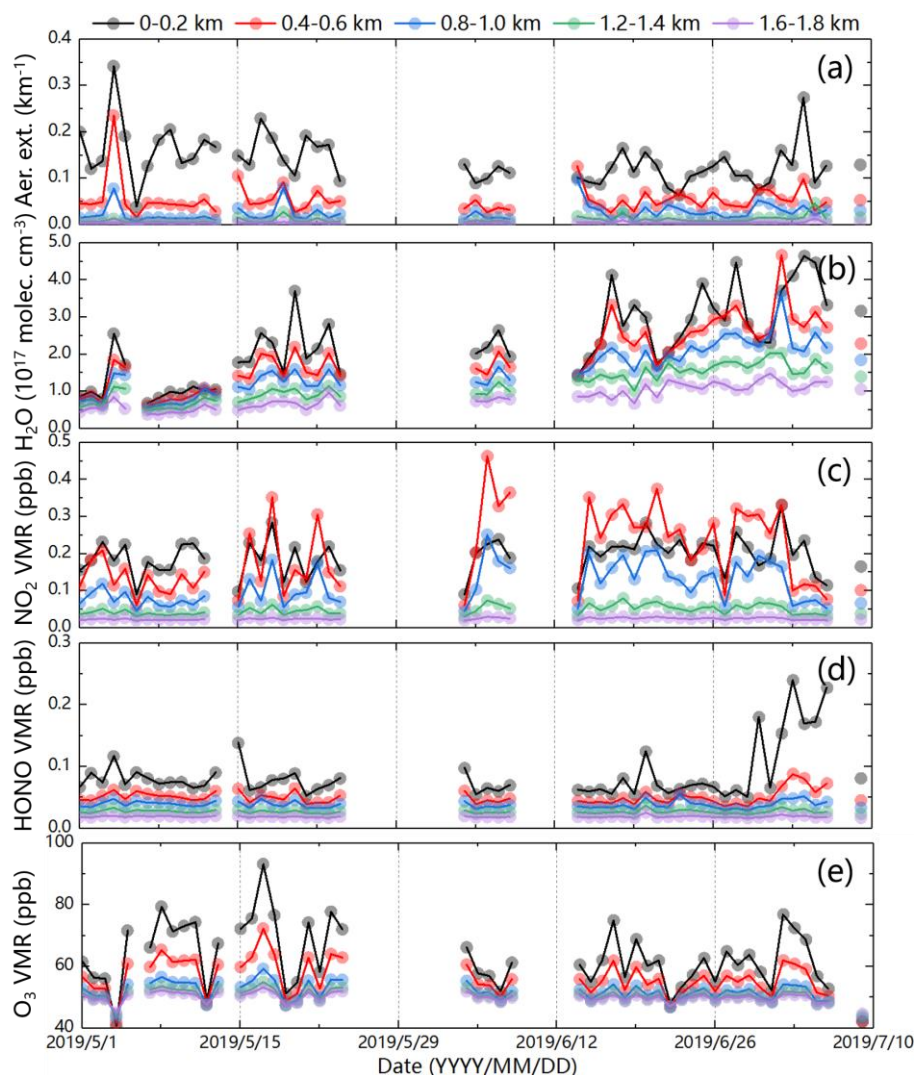 0-0.2 km 0.4-0.6 km 0.8-1.0 km 1.2-1.4 km 1.6-1.8 km
Aer. ext. (km⁻¹)
0.4
0.3
0.2
0.1
0.0
(a)
H₂O (10¹⁷ molec. cm⁻³)
5.0
4.0
3.0
2.0
1.0
0.0
(b)
NO₂ VMR (ppb)
0.5
0.4
0.3
0.2
0.1
0.0
(c)
HONO VMR (ppb)
0.3
0.2
0.1
0.0
(d)
O₃ VMR (ppb)
100
80
60
40
(e)
2019/5/1 2019/5/15 2019/5/29 2019/6/12 2019/6/26 2019/7/10
Date (YYYY/MM/DD)